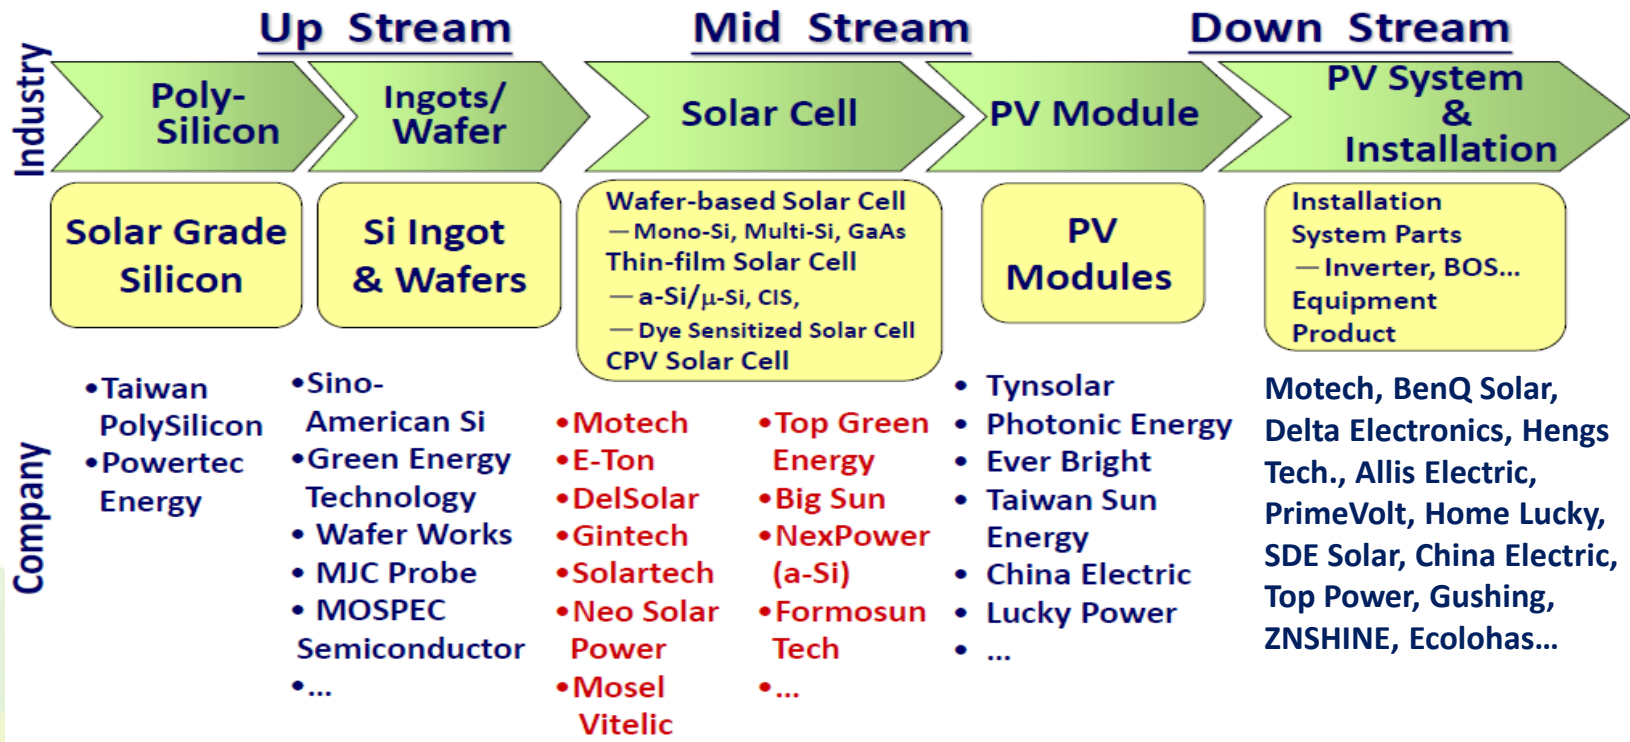 Up Stream
Mid Stream
Down Stream
Industry
Poly-
Silicon
Ingots/
Wafer
Solar Cell
PV Module
PV System
&
Installation
Solar Grade
Silicon
Si Ingot
& Wafers
Wafer-based Solar Cell
—Mono-Si, Multi-Si, GaAs
Thin-film Solar Cell
—a-Si/μ-Si, CIS,
—Dye Sensitized Solar Cell
CPV Solar Cell
PV
Modules
Installation
System Parts
—Inverter, BOS...
Equipment
Product
Company
•Taiwan
PolySilicon
•Powertec
Energy
•Sino-
American Si
•Green Energy
Technology
• Wafer Works
• MJC Probe
• MOSPEC
Semiconductor
•...
•Motech
•E-Ton
•DelSolar
•Gintech
•Solartech
•Neo Solar
Power
•Mosel
Vitelic
•Top Green
Energy
•Big Sun
•NexPower
(a-Si)
•Formosun
Tech
•...
• Tynsolar
• Photonic Energy
• Ever Bright
• Taiwan Sun
Energy
• China Electric
• Lucky Power
• ...
Motech, BenQ Solar,
Delta Electronics, Hengs
Tech., Allis Electric,
PrimeVolt, Home Lucky,
SDE Solar, China Electric,
Top Power, Gushing,
ZNSHINE, Ecolohas...